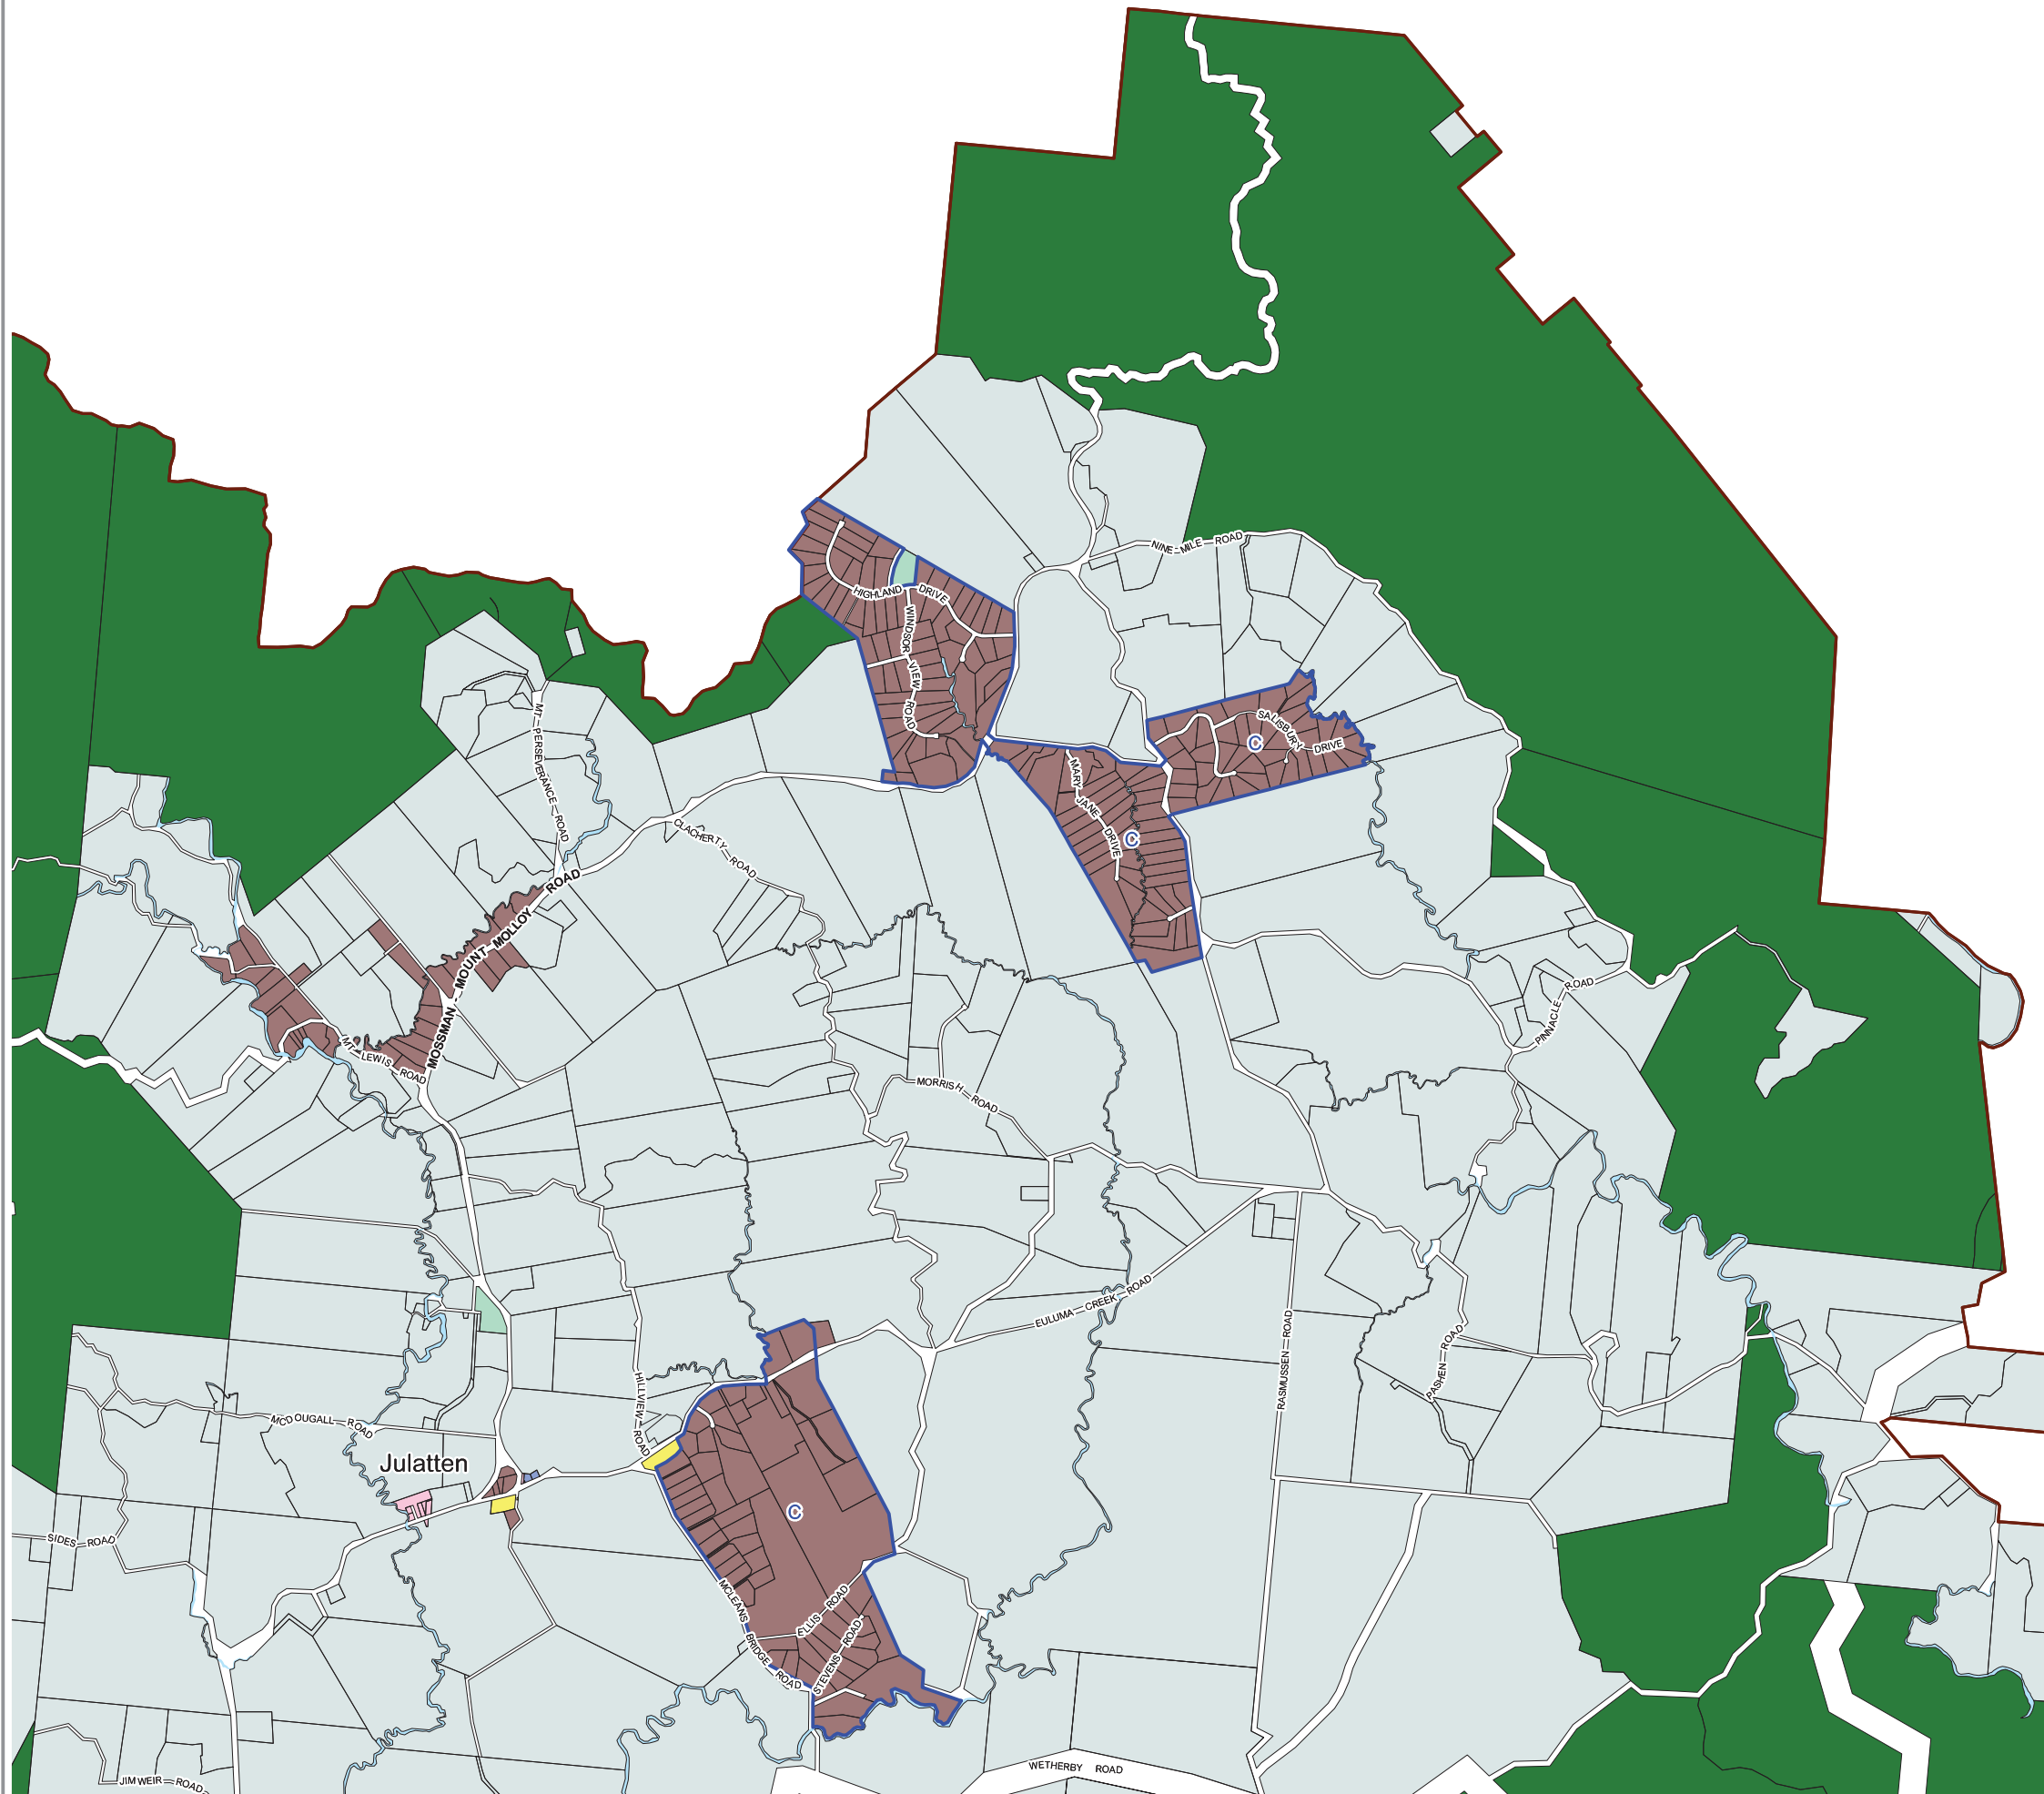 NINE-MILE ROAD
HIGHLAND DRIVE
WINDSOR VIEW ROAD
SALISBURY DRIVE
C
MT PERSEVERANCE ROAD
MARY JANE DRIVE
C
CLACHERTY ROAD
MOSSMAN - MOUNT MOLLOY ROAD
PINNACLE ROAD
MT LEWIS ROAD
MORRISH ROAD
EULUMA CREEK ROAD
RASMUSSEN ROAD
PASHEN ROAD
HILLVIEW ROAD
MCDOUGALL ROAD
Julatten
C
SIDES ROAD
MCLEANS BRIDGE ROAD
ELLIS ROAD
STEVENS ROAD
WETHERBY ROAD
JIM WEIR ROAD